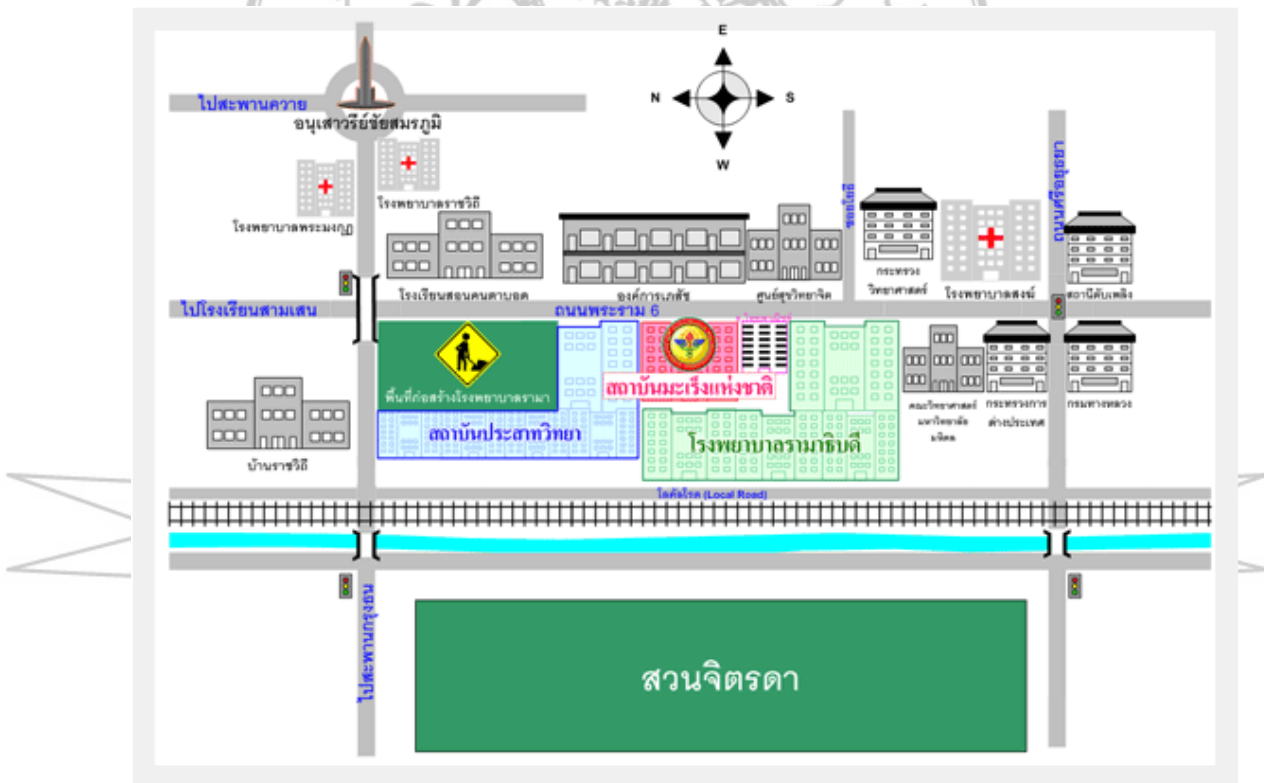 E
ไปสะพานควาย
N
S
อนุเสาวรีย์ชัยสมรภูมิ
W
โรงพยาบาลราชวิถี
โรงพยาบาลพระมงกุฎ
ซอยโยธี
ถนนศรีอยุธยา
กระทรวง
วิทยาศาสตร์
โรงเรียนสอนคนตาบอด
องค์การเภสัช
ศูนย์สุขวิทยาจิต
โรงพยาบาลสงฆ์
สถานีดับเพลิง
ไปโรงเรียนสามเสน
ถนนพระราม 6
สถาบันมะเร็งแห่งชาติ
พื้นที่ก่อสร้างโรงพยาบาลรามา
คณะวิทยาศาสตร์
มหาวิทยาลัย
มหิดล
กระทรวงการ
ต่างประเทศ
กรมทางหลวง
สถาบันประสาทวิทยา
โรงพยาบาลรามาธิบดี
บ้านราชวิถี
โลคัลโรด (Local Road)
ไปสะพานกรุงธน
สวนจิตรดา